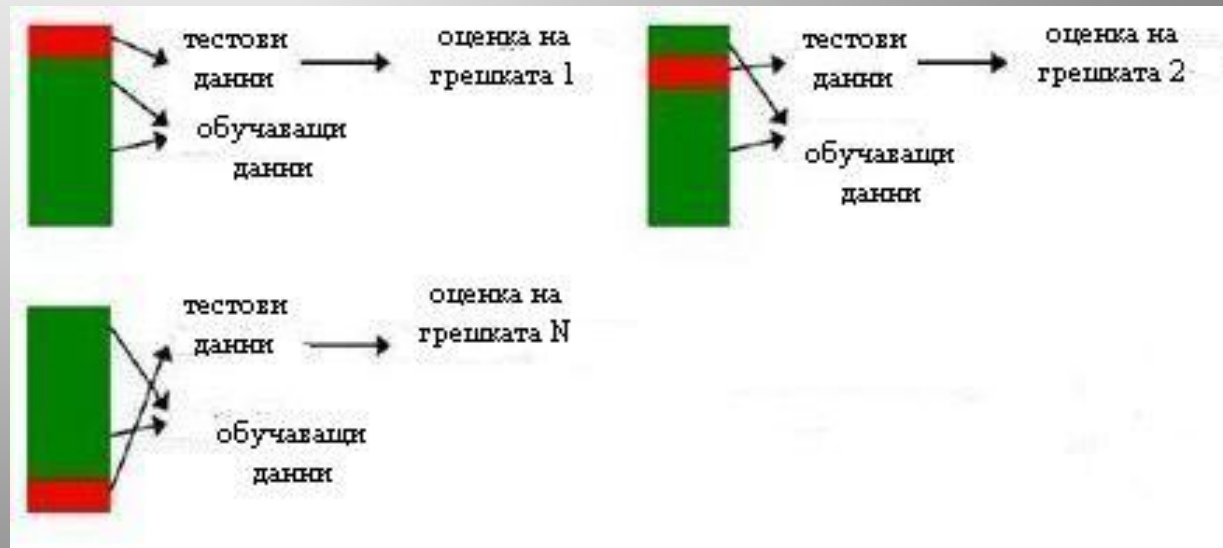 тестови
данни
оценка на
грешката 1
обучаващи
данни
тестови
данни
оценка на
грешката 2
обучаващи
данни
тестови
данни
оценка на
грешката N
обучаващи
данни